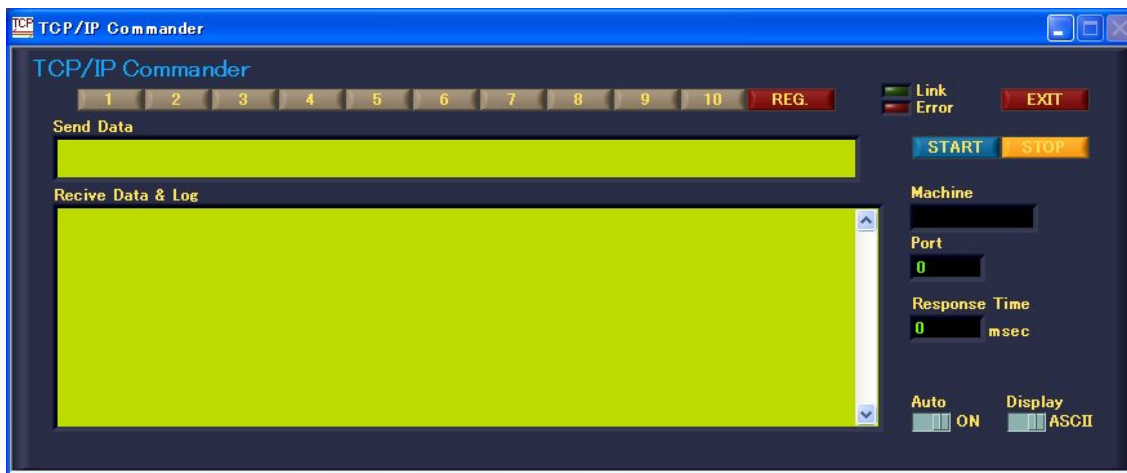 TCP TCP/IP Commander
TCP/IP Commander
1 2 3 4 5 6 7 8 9 10 REG.
Link
Error
EXIT
Send Data
START STOP
Recive Data & Log
Machine
Port
0
Response Time
0 msec
Auto Display
ON ASCII